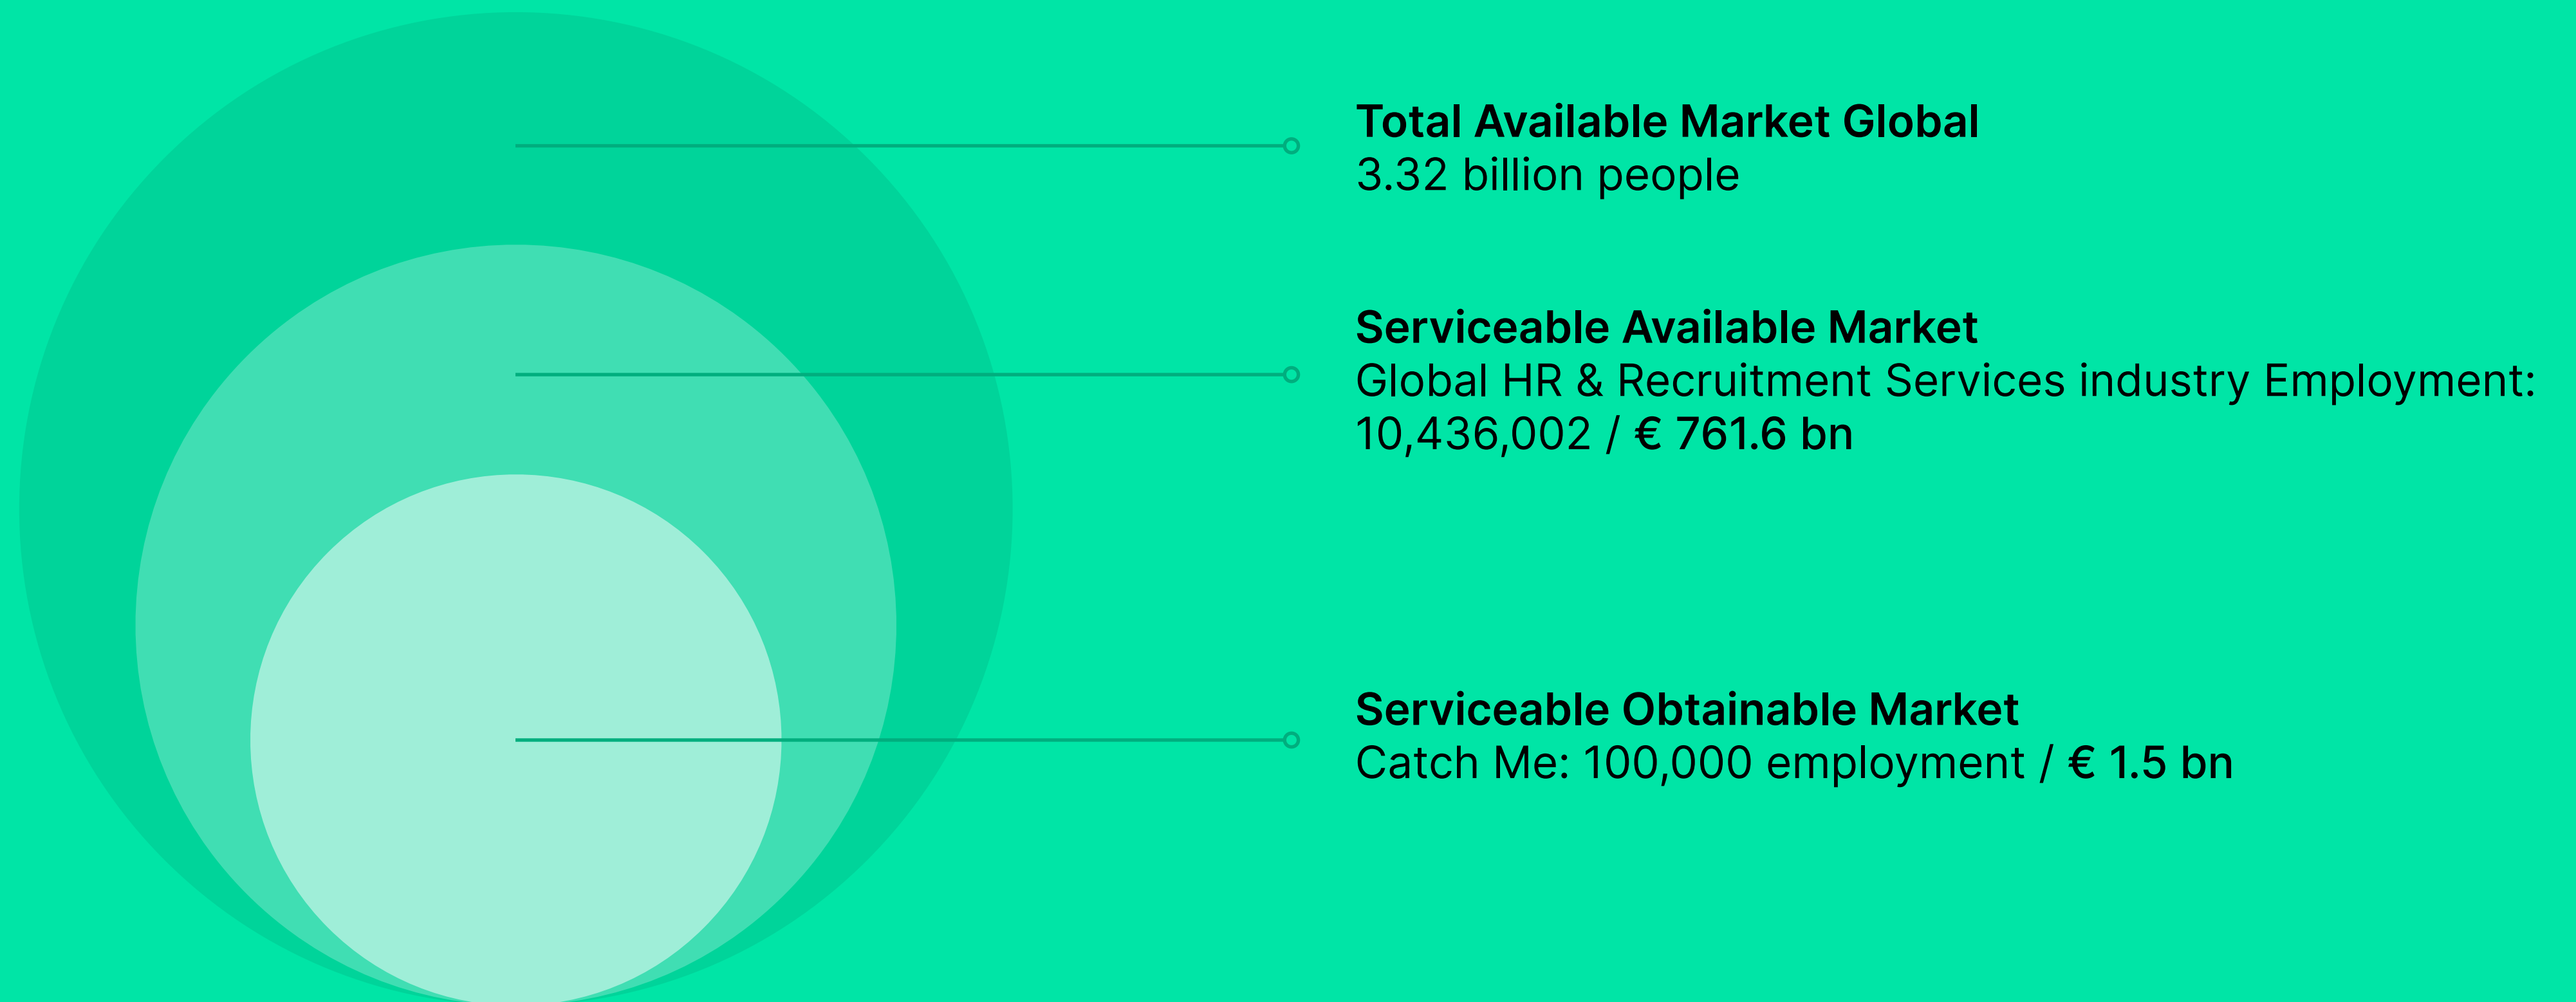 Total Available Market Global
3.32 billion people
Serviceable Available Market
Global HR & Recruitment Services industry Employment:
10,436,002 / € 761.6 bn
Serviceable Obtainable Market
Catch Me: 100,000 employment / € 1.5 bn